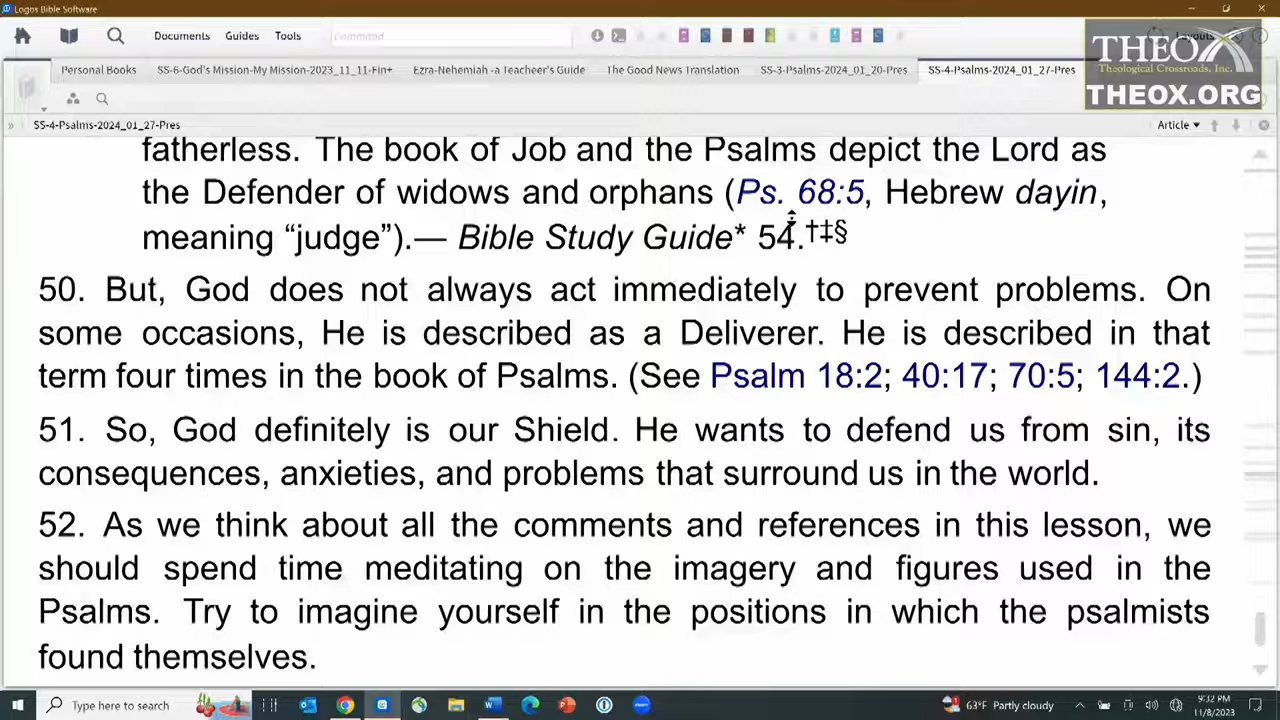 Logos Bible Software
Documents Guides Tools Command Layouts
THEOX
Theological Crossroads, Inc.
THEOX.ORG
Personal Books SS-6-God's Mission-My Mission-2023_11_11-Fin+ The Good News Translation SS-3-Psalms-2024_01_20-Pres SS-4-Psalms-2024_01_27-Pres
SS-4-Psalms-2024_01_27-Pres Article
fatherless. The book of Job and the Psalms depict the Lord as
the Defender of widows and orphans (Ps. 68:5, Hebrew dayin,
meaning “judge”).— Bible Study Guide* 54.†‡§
50. But, God does not always act immediately to prevent problems. On
some occasions, He is described as a Deliverer. He is described in that
term four times in the book of Psalms. (See Psalm 18:2; 40:17; 70:5; 144:2.)
51. So, God definitely is our Shield. He wants to defend us from sin, its
consequences, anxieties, and problems that surround us in the world.
52. As we think about all the comments and references in this lesson, we
should spend time meditating on the imagery and figures used in the
Psalms. Try to imagine yourself in the positions in which the psalmists
found themselves.
Type here to search 63°F Partly cloudy 9:32 PM
11/8/2023